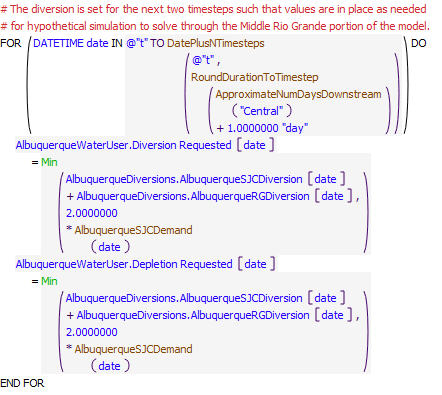 # The diversion is set for the next two timesteps such that values are in place as needed
# for hypothetical simulation to solve through the Middle Rio Grande portion of the model.
FOR ( DATETIME date IN @"t" TO DatePlusNTimesteps ) DO
( @"t" ,
RoundDurationToTimestep
( ApproximateNumDaysDownstream
( "Central" )
+ 1.0000000 "day" ) )
AlbuquerqueWaterUser.Diversion Requested [ date ]
= Min
( AlbuquerqueDiversions.AlbuquerqueSJCDiversion [ date ]
+ AlbuquerqueDiversions.AlbuquerqueRGDiversion [ date ] ,
2.0000000
* AlbuquerqueSJCDemand
( date ) )
AlbuquerqueWaterUser.Depletion Requested [ date ]
= Min
( AlbuquerqueDiversions.AlbuquerqueSJCDiversion [ date ]
+ AlbuquerqueDiversions.AlbuquerqueRGDiversion [ date ] ,
2.0000000
* AlbuquerqueSJCDemand
( date ) )
END FOR